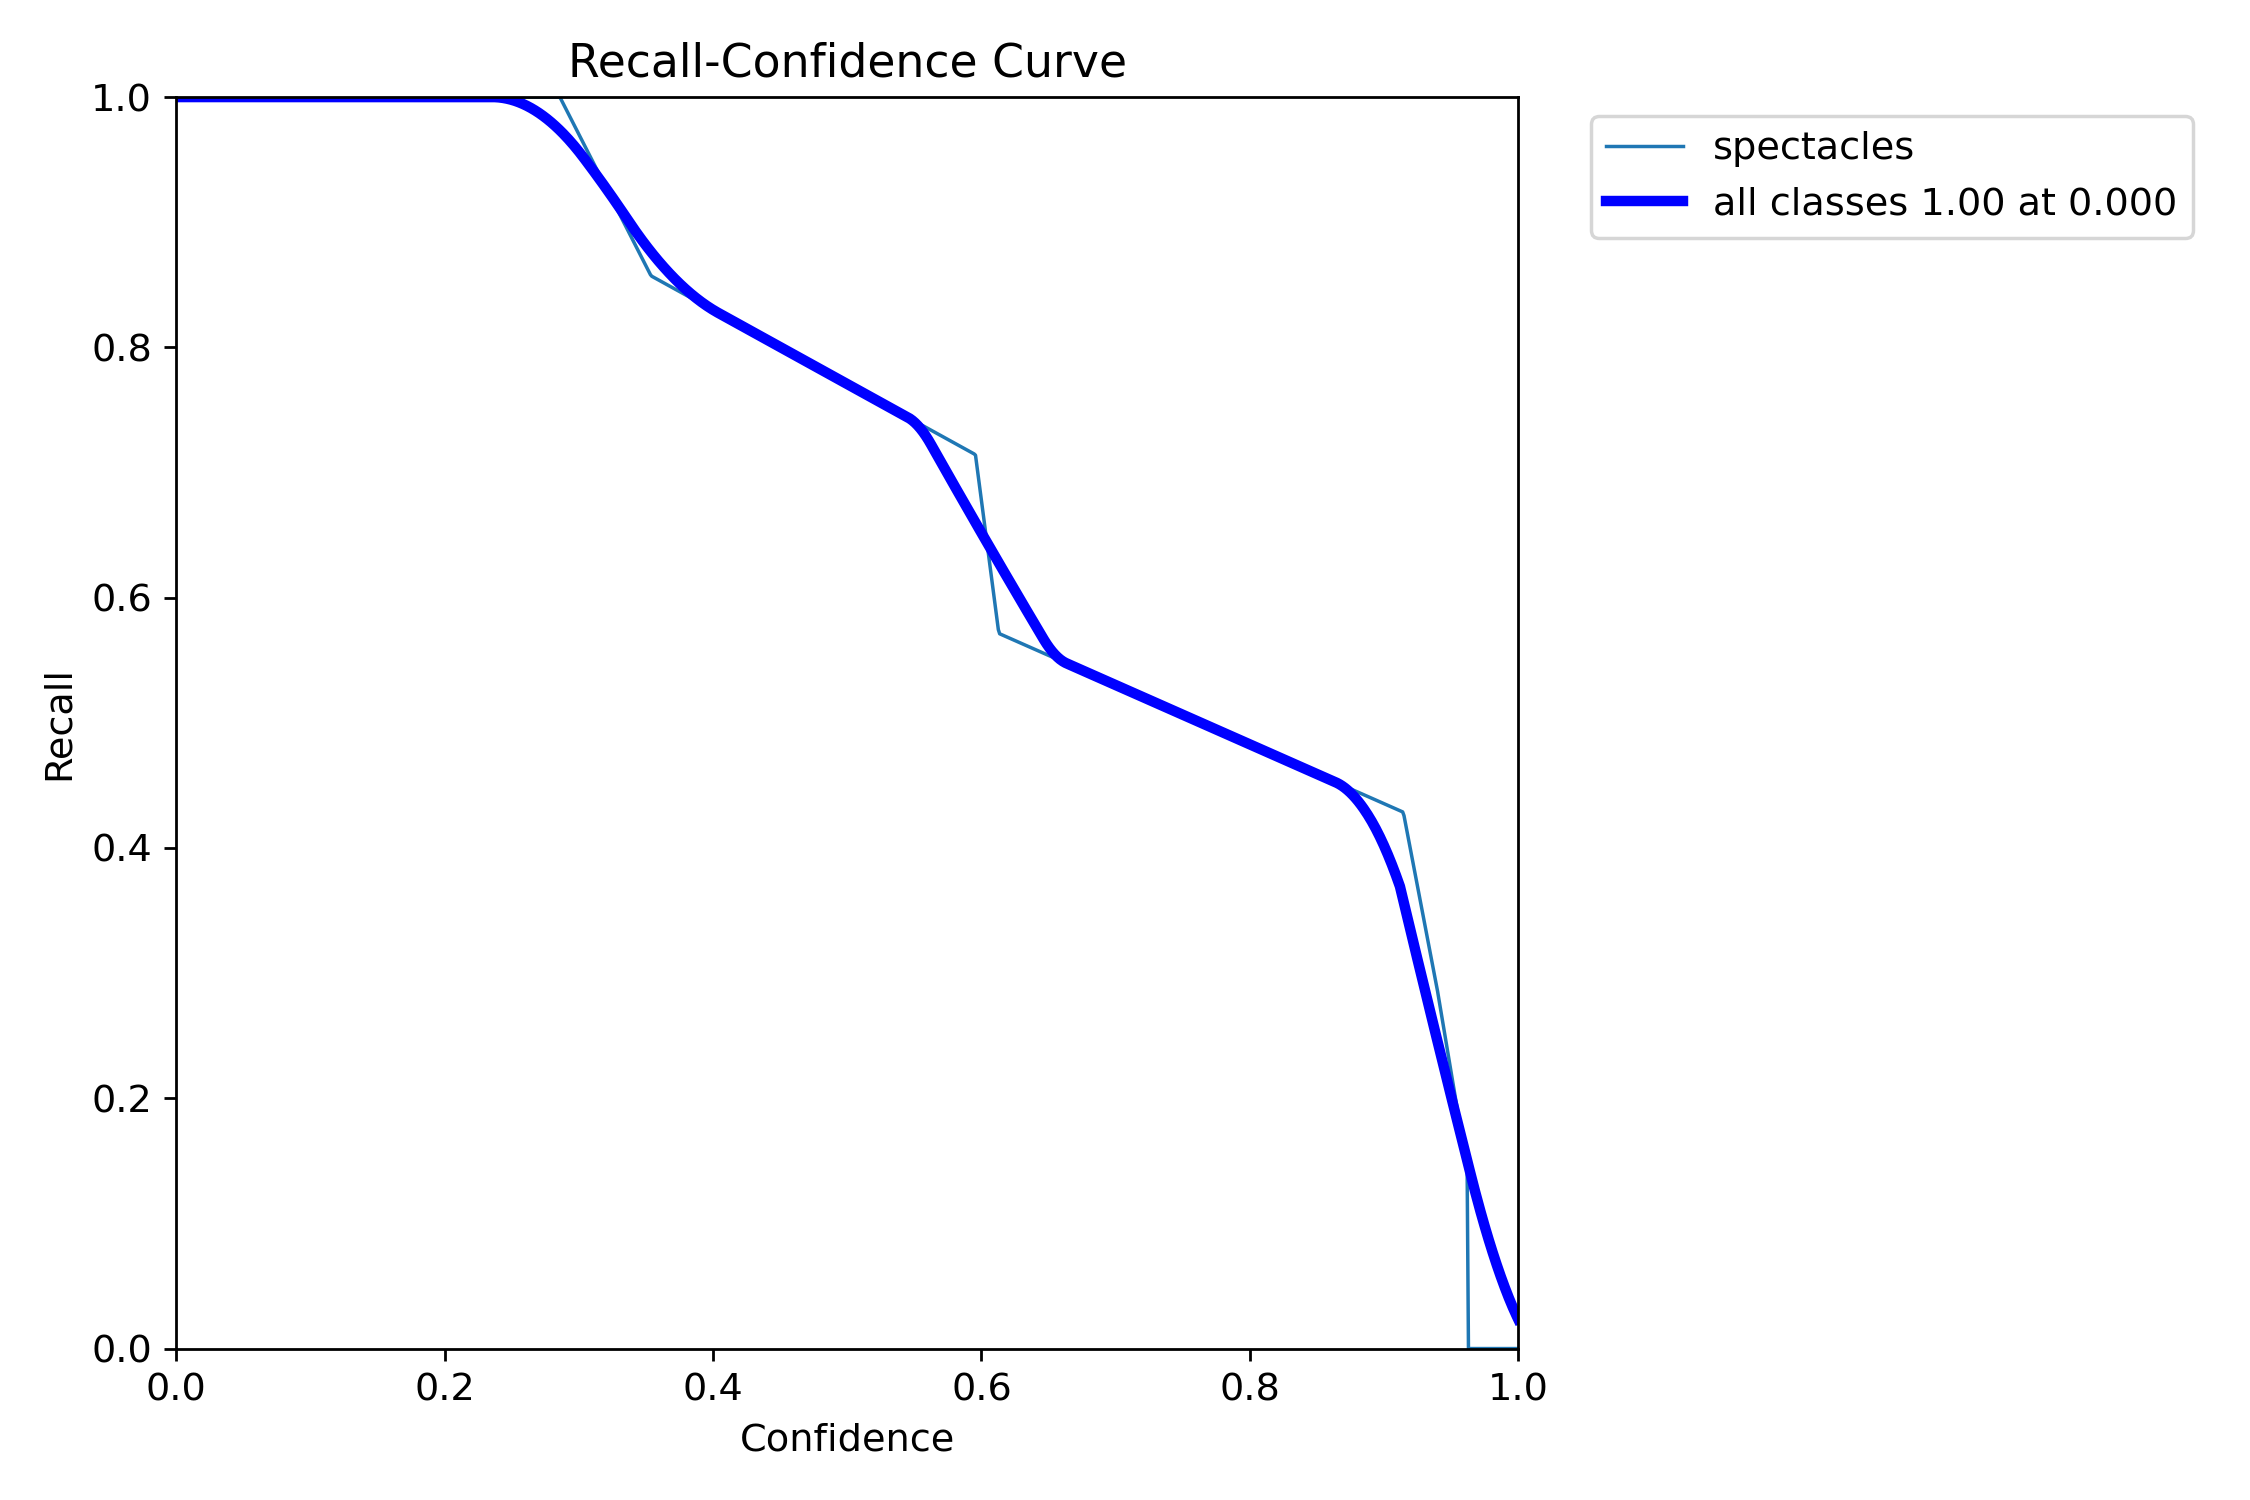 Recall-Confidence Curve
1.0
0.8
0.6
0.4
0.2
0.0
Recall
0.0 0.2 0.4 0.6 0.8 1.0
Confidence
spectacles
all classes 1.00 at 0.000